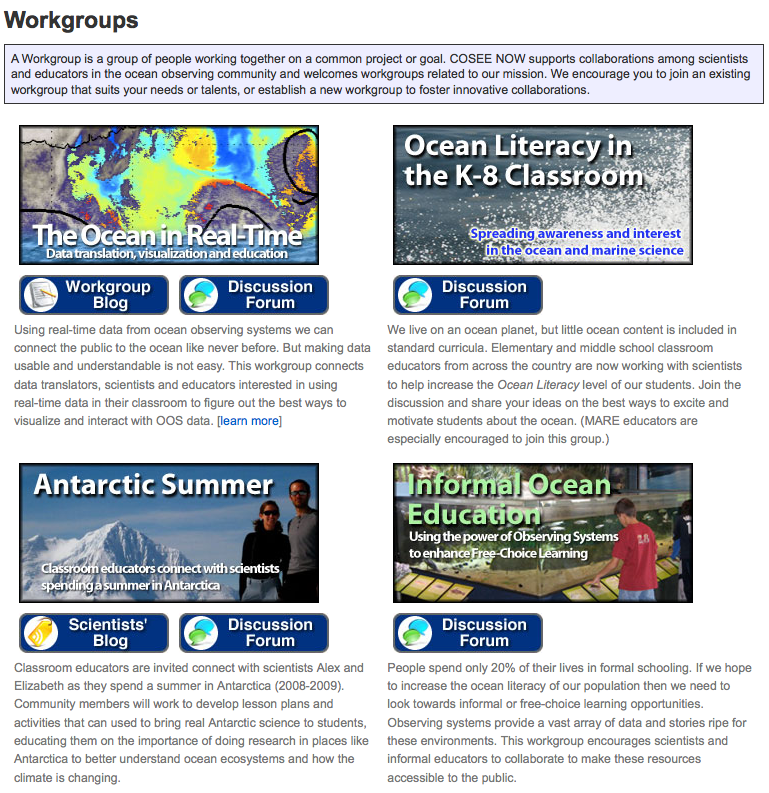 Workgroups
A Workgroup is a group of people working together on a common project or goal. COSEE NOW supports collaborations among scientists
and educators in the ocean observing community and welcomes workgroups related to our mission. We encourage you to join an existing
workgroup that suits your needs or talents, or establish a new workgroup to foster innovative collaborations.
The Ocean in Real-Time
Data translation, visualization and education
Workgroup
Blog
Discussion
Forum
Using real-time data from ocean observing systems we can
connect the public to the ocean like never before. But making data
usable and understandable is not easy. This workgroup connects
data translators, scientists and educators interested in using
real-time data in their classroom to figure out the best ways to
visualize and interact with OOS data. [learn more]
Ocean Literacy in
the K-8 Classroom
Spreading awareness and interest
in the ocean and marine science
Discussion
Forum
We live on an ocean planet, but little ocean content is included in
standard curricula. Elementary and middle school classroom
educators from across the country are now working with scientists
to help increase the Ocean Literacy level of our students. Join the
discussion and share your ideas on the best ways to excite and
motivate students about the ocean. (MARE educators are
especially encouraged to join this group.)
Antarctic Summer
Classroom educators connect with scientists
spending a summer in Antarctica
Scientists'
Blog
Discussion
Forum
Classroom educators are invited connect with scientists Alex and
Elizabeth as they spend a summer in Antarctica (2008-2009).
Community members will work to develop lesson plans and
activities that can used to bring real Antarctic science to students,
educating them on the importance of doing research in places like
Antarctica to better understand ocean ecosystems and how the
climate is changing.
Informal Ocean
Education
Using the power of Observing Systems
to enhance Free-Choice Learning
28
Discussion
Forum
People spend only 20% of their lives in formal schooling. If we hope
to increase the ocean literacy of our population then we need to
look towards informal or free-choice learning opportunities.
Observing systems provide a vast array of data and stories ripe for
these environments. This workgroup encourages scientists and
informal educators to collaborate to make these resources
accessible to the public.